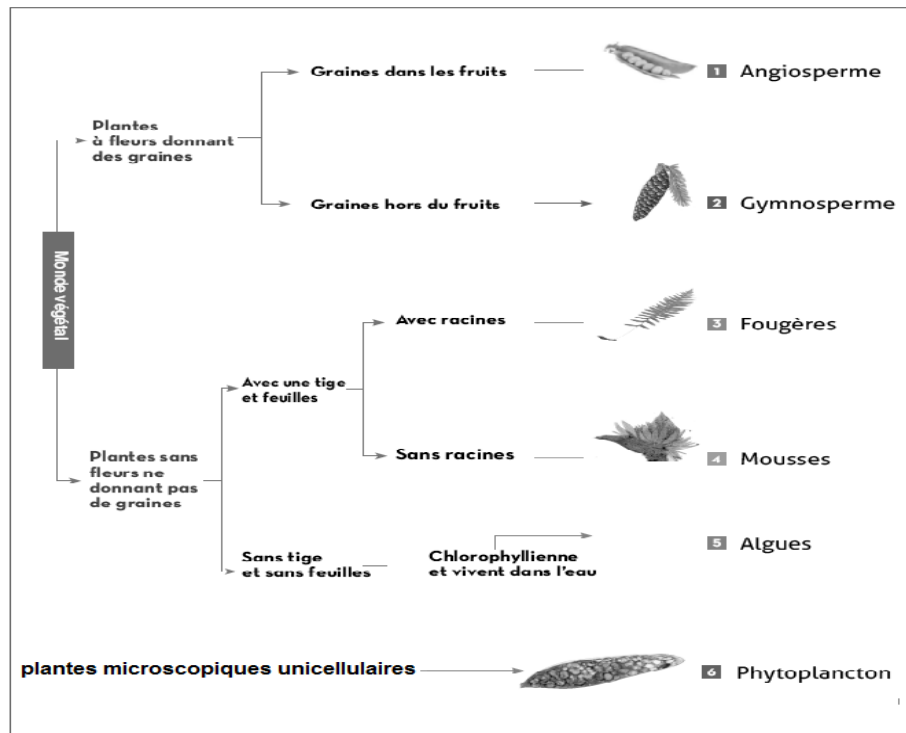 Graines dans les fruits
1 Angiosperme
Plantes
à fleurs donnant
des graines
Graines hors du fruits
2 Gymnosperme
Monde végétal
Avec racines
3 Fougères
Avec une tige
et feuilles
Sans racines
4 Mousses
Plantes sans
fleurs ne
donnant pas
de graines
Sans tige
et sans feuilles
Chlorophyllienne
et vivent dans l'eau
5 Algues
plantes microscopiques unicellulaires
6 Phytoplancton